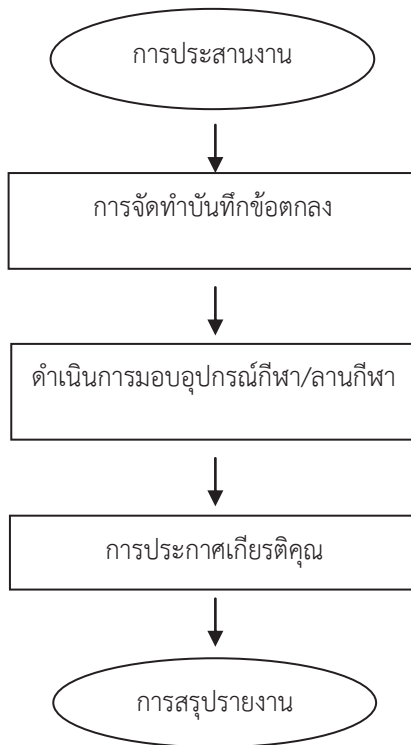 การประสานงาน
การจัดทำบันทึกข้อตกลง
ดำเนินการมอบอุปกรณ์กีฬา/ลานกีฬา
การประกาศเกียรติคุณ
การสรุปรายงาน